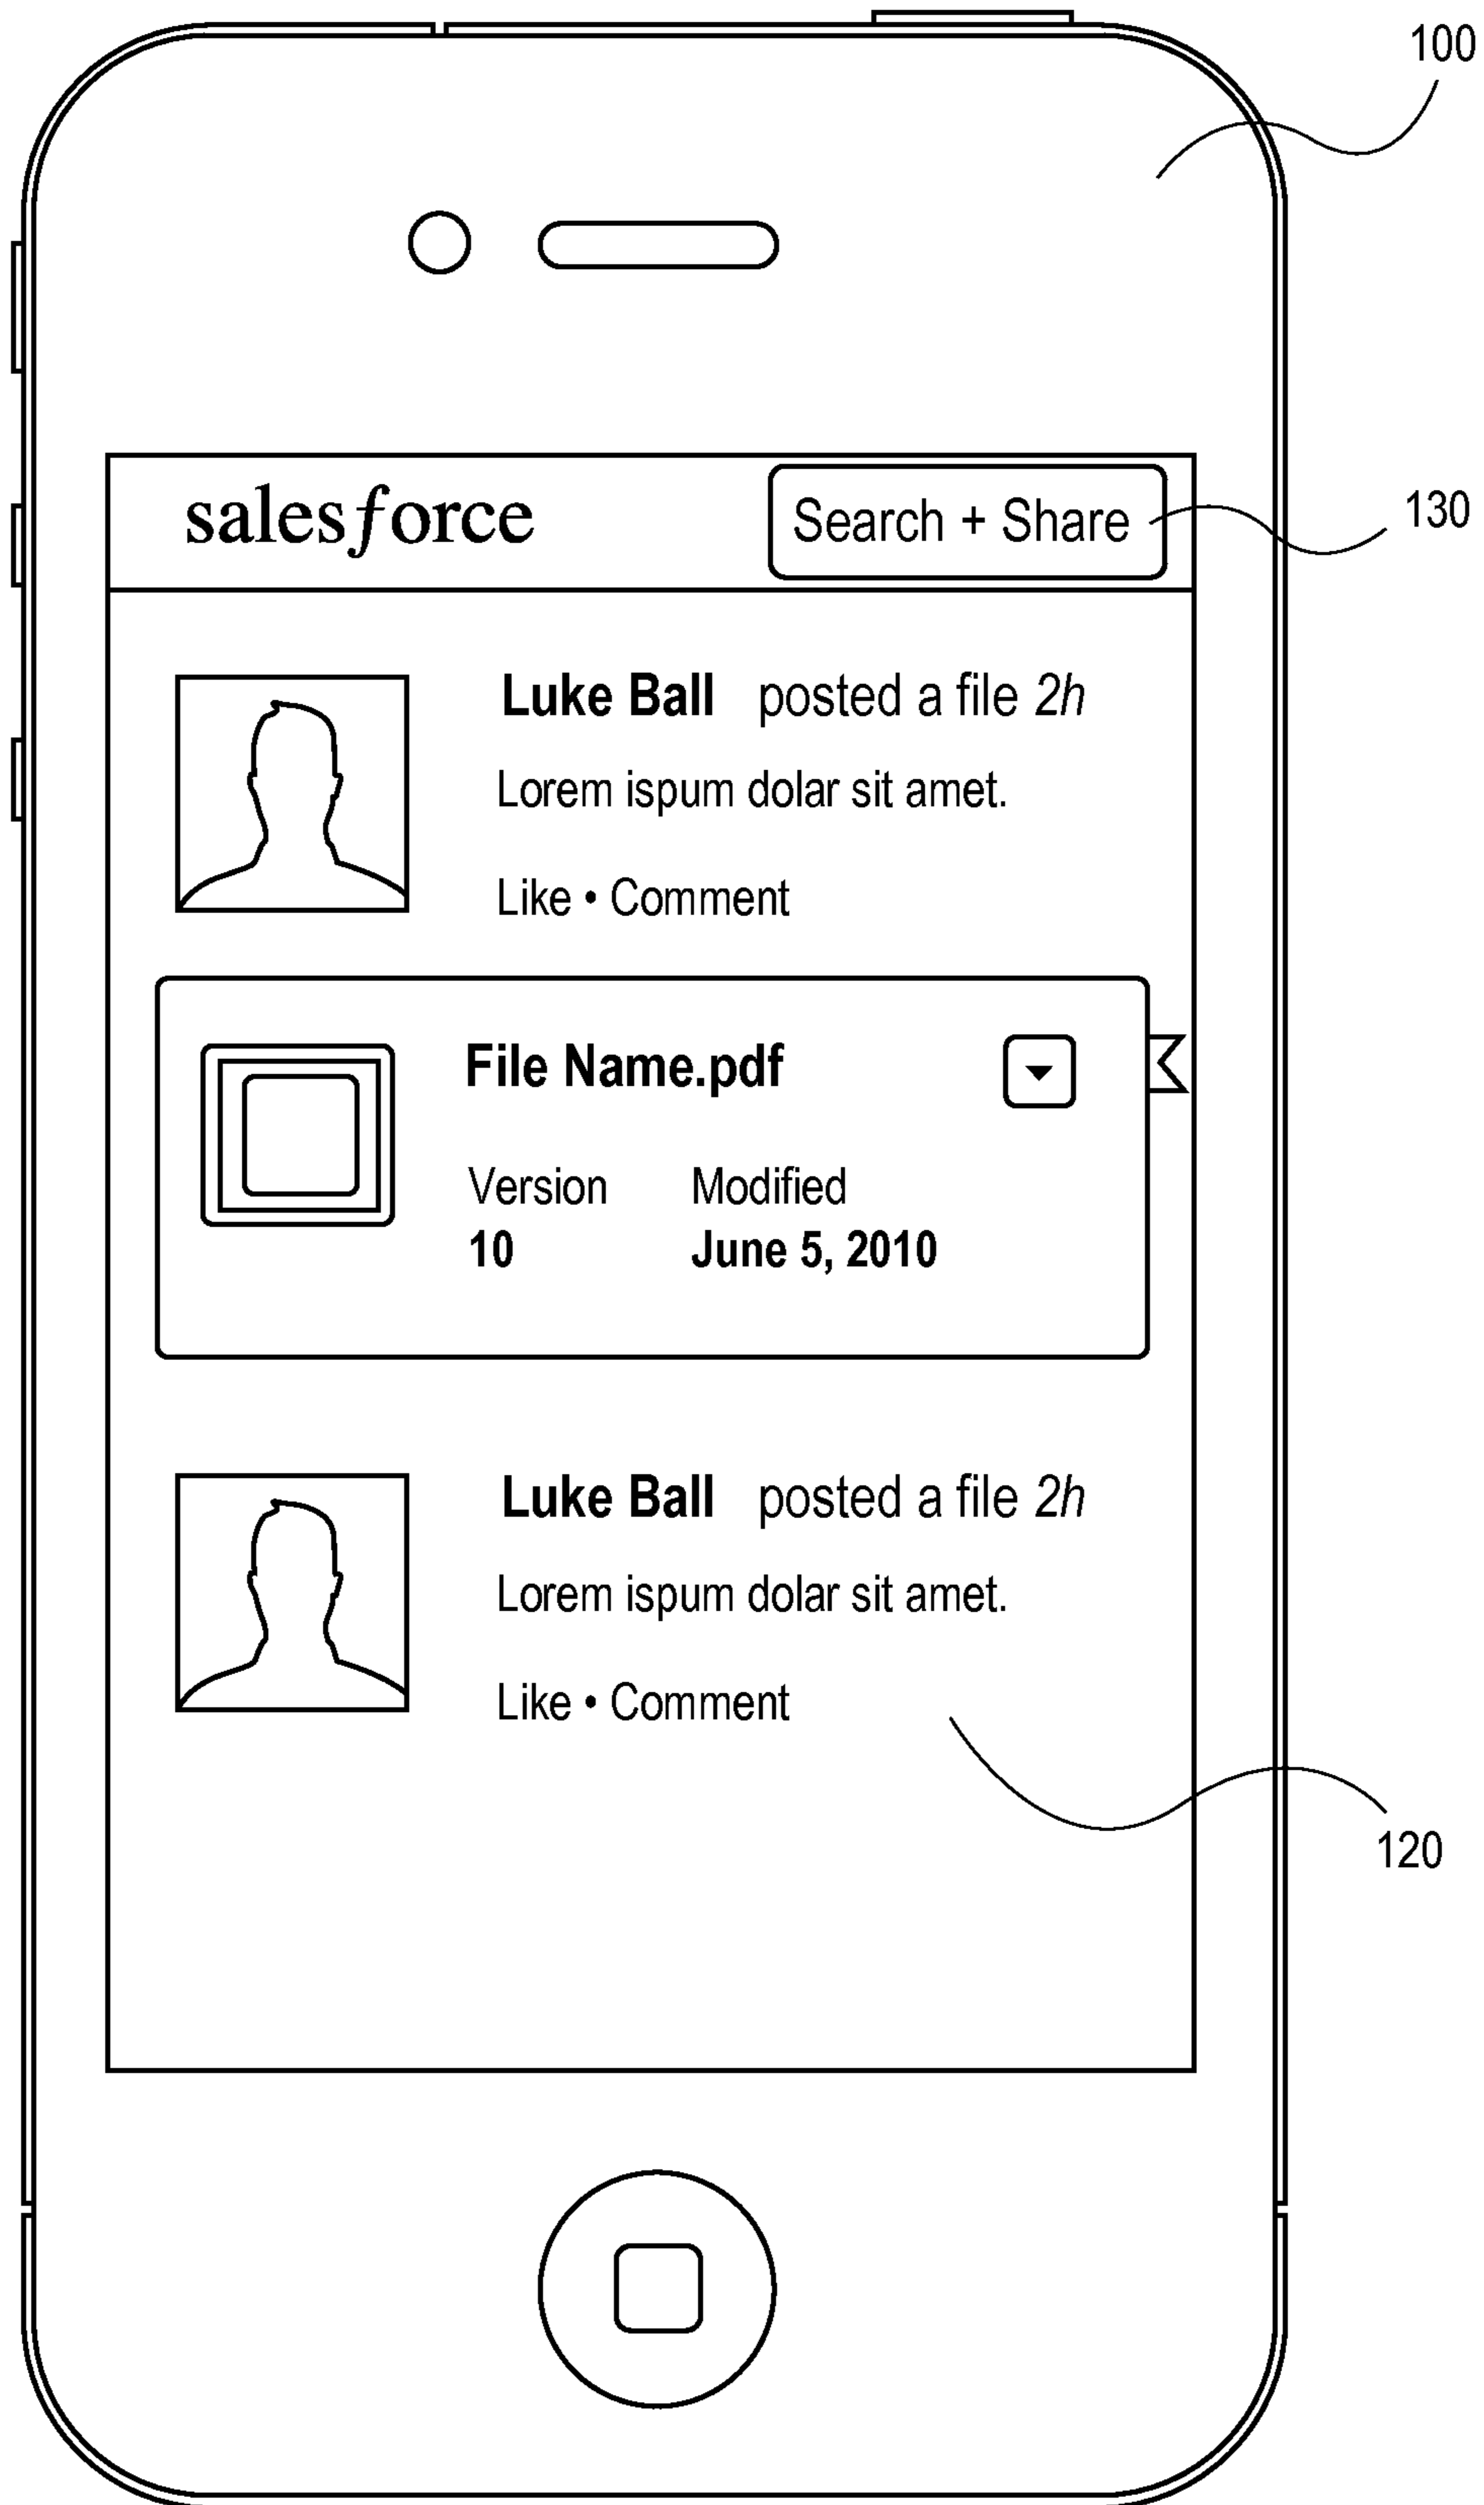 100
salesforce
Search + Share
130
Luke Ball posted a file 2h
Lorem ispum dolar sit amet.
Like • Comment
File Name.pdf
Version Modified
10 June 5, 2010
Luke Ball posted a file 2h
Lorem ispum dolar sit amet.
Like • Comment
120